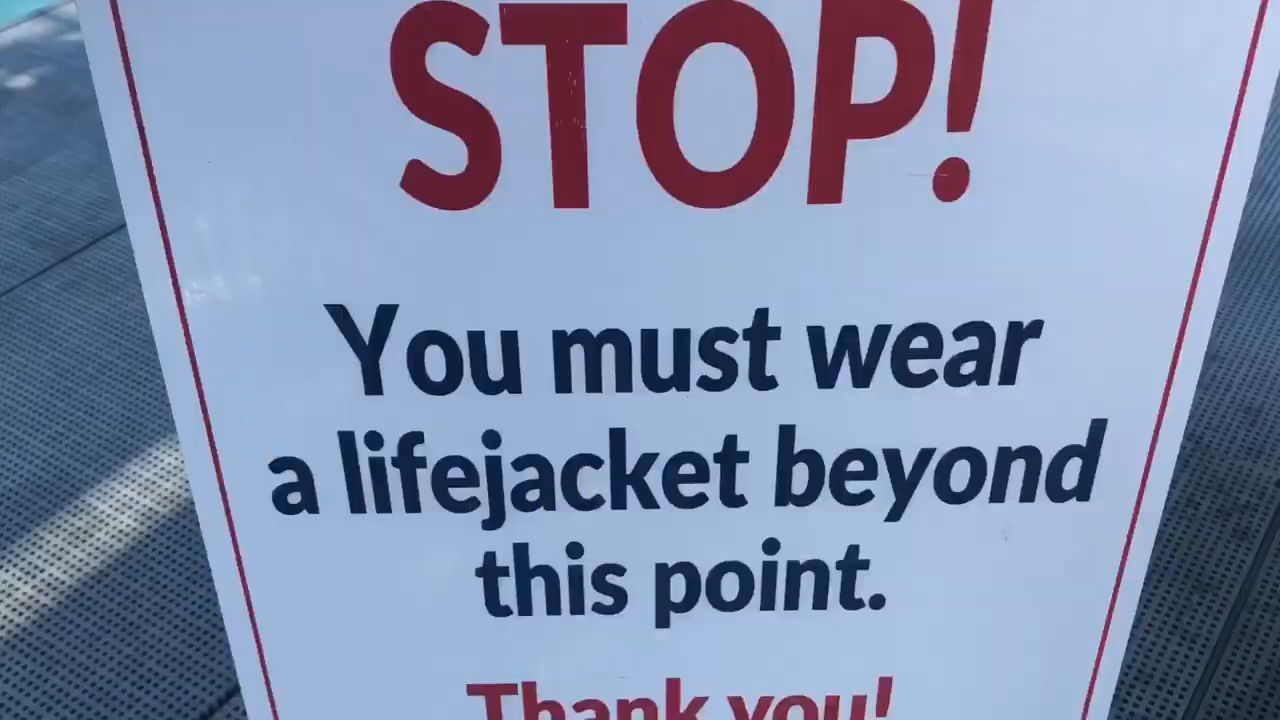 STOP!
You must wear
a lifejacket beyond
this point.
Thank you!